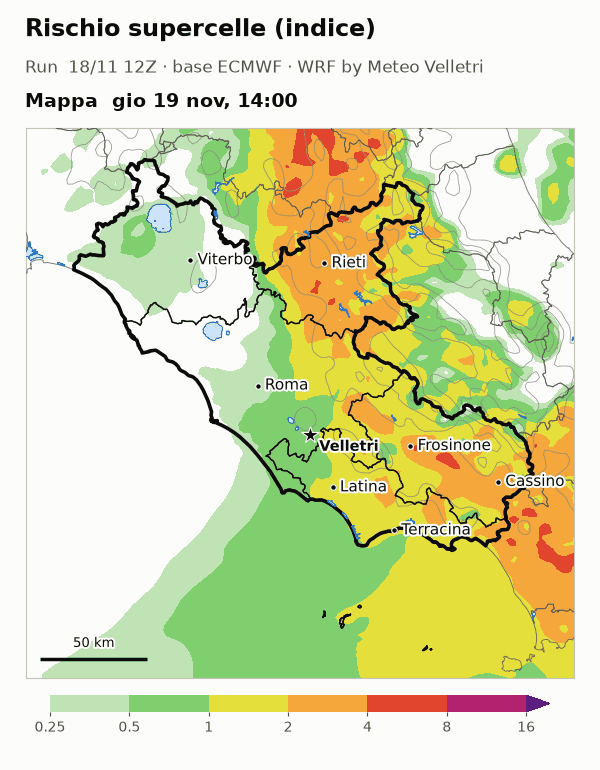 Rischio supercelle (indice)
Run  18/11 12Z · base ECMWF · WRF by Meteo Velletri
Mappa  gio 19 nov, 14:00
Viterbo
Rieti
Roma
Velletri
Frosinone
Latina
Cassino
Terracina
50 km
0.25 0.5 1 2 4 8 16